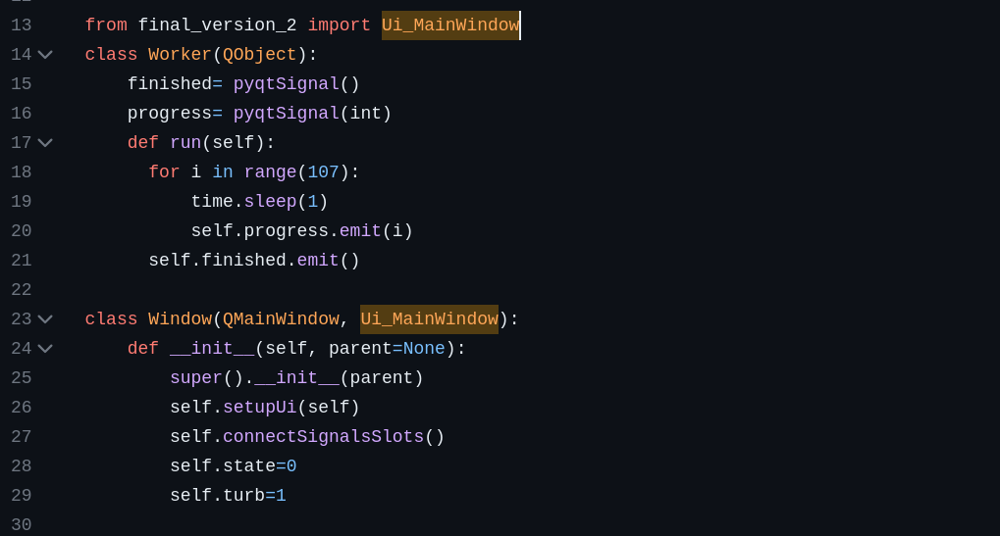 13 from final_version_2 import Ui_MainWindow
14 class Worker(QObject):
15 finished= pyqtSignal()
16 progress= pyqtSignal(int)
17 def run(self):
18 for i in range(107):
19 time.sleep(1)
20 self.progress.emit(i)
21 self.finished.emit()
22
23 class Window(QMainWindow, Ui_MainWindow):
24 def __init__(self, parent=None):
25 super().__init__(parent)
26 self.setupUi(self)
27 self.connectSignalsSlots()
28 self.state=0
29 self.turb=1
30